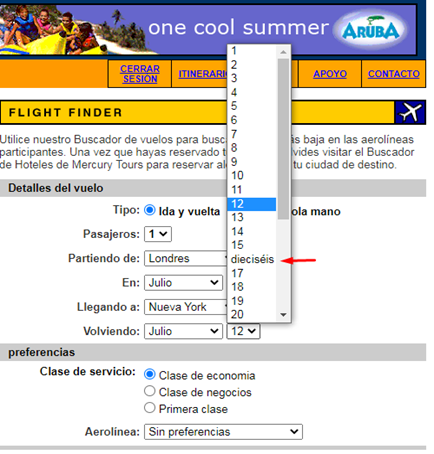 one cool summer ARUBA
CERRAR SESIÓN
ITINERARI
APOYO
CONTACTO
FLIGHT FINDER
Utilice nuestro Buscador de vuelos para busc ás baja en las aerolíneas
participantes. Una vez que hayas reservado t vides visitar el Buscador
de Hoteles de Mercury Tours para reservar al tu ciudad de destino.
Detalles del vuelo
Tipo: Ida y vuelta ola mano
Pasajeros: 1
Partiendo de: Londres
En: Julio
Llegando a: Nueva York
Volviendo: Julio 12
1
2
3
4
5
6
7
8
9
10
11
12
13
14
15
dieciséis
17
18
19
20
preferencias
Clase de servicio: Clase de economia
Clase de negocios
Primera clase
Aerolínea: Sin preferencias